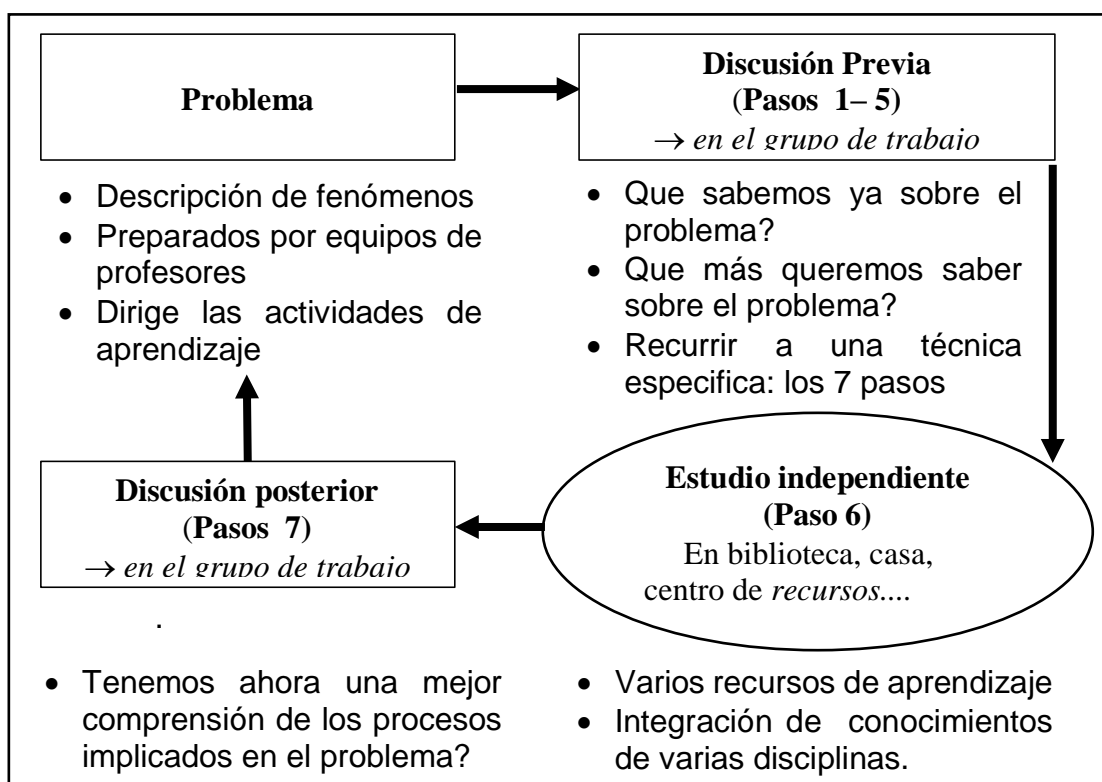 Problema
Discusión Previa
(Pasos 1– 5)
→ en el grupo de trabajo
• Descripción de fenómenos
• Preparados por equipos de
profesores
• Dirige las actividades de
aprendizaje
• Que sabemos ya sobre el
problema?
• Que más queremos saber
sobre el problema?
• Recurrir a una técnica
especifica: los 7 pasos
Estudio independiente
(Paso 6)
En biblioteca, casa,
centro de recursos....
Discusión posterior
(Pasos 7)
→ en el grupo de trabajo
.
• Tenemos ahora una mejor
comprensión de los procesos
implicados en el problema?
• Varios recursos de aprendizaje
• Integración de conocimientos
de varias disciplinas.